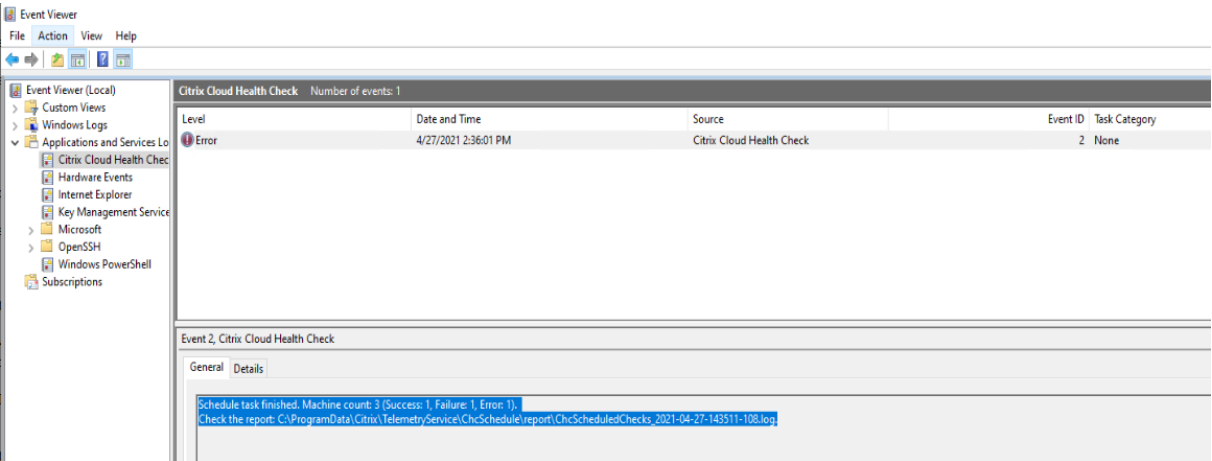 Event Viewer
File Action View Help
Event Viewer (Local)
Custom Views
Windows Logs
Applications and Services Lo
Citrix Cloud Health Chec
Hardware Events
Internet Explorer
Key Management Service
Microsoft
OpenSSH
Windows PowerShell
Subscriptions
Citrix Cloud Health Check Number of events: 1
Level Date and Time Source Event ID Task Category
Error 4/27/2021 2:36:01 PM Citrix Cloud Health Check 2 None
Event 2, Citrix Cloud Health Check
General Details
Schedule task finished. Machine count: 3 (Success: 1, Failure: 1, Error: 1).
Check the report: C:\ProgramData\Citrix\TelemetryService\ChcSchedule\report\ChcScheduledChecks_2021-04-27-143511-108.log.